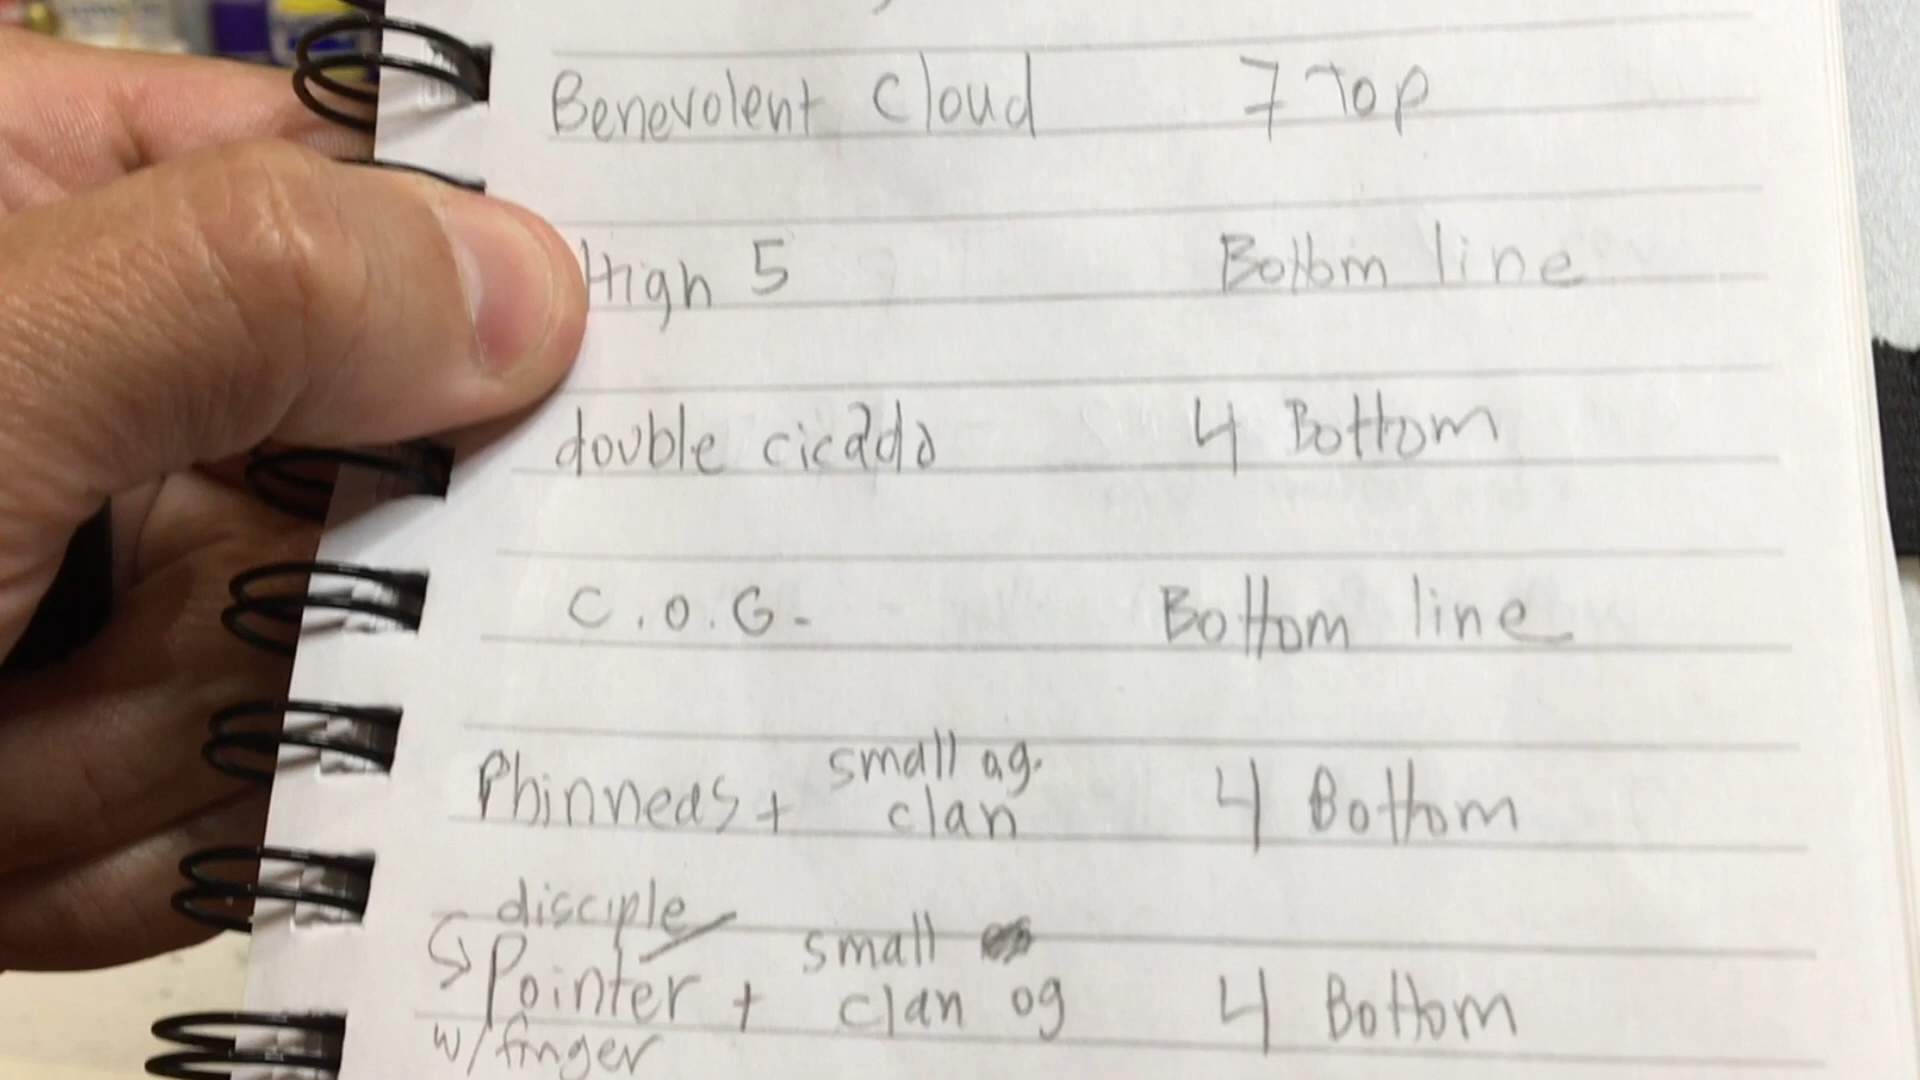 Benevolent Cloud 7 Top
High 5 Bottom line
double cicada 4 Bottom
C.O.G. Bottom line
Phinneas + small og. clan 4 Bottom
disciple
Pointer + small clan og 4 Bottom
w/finger